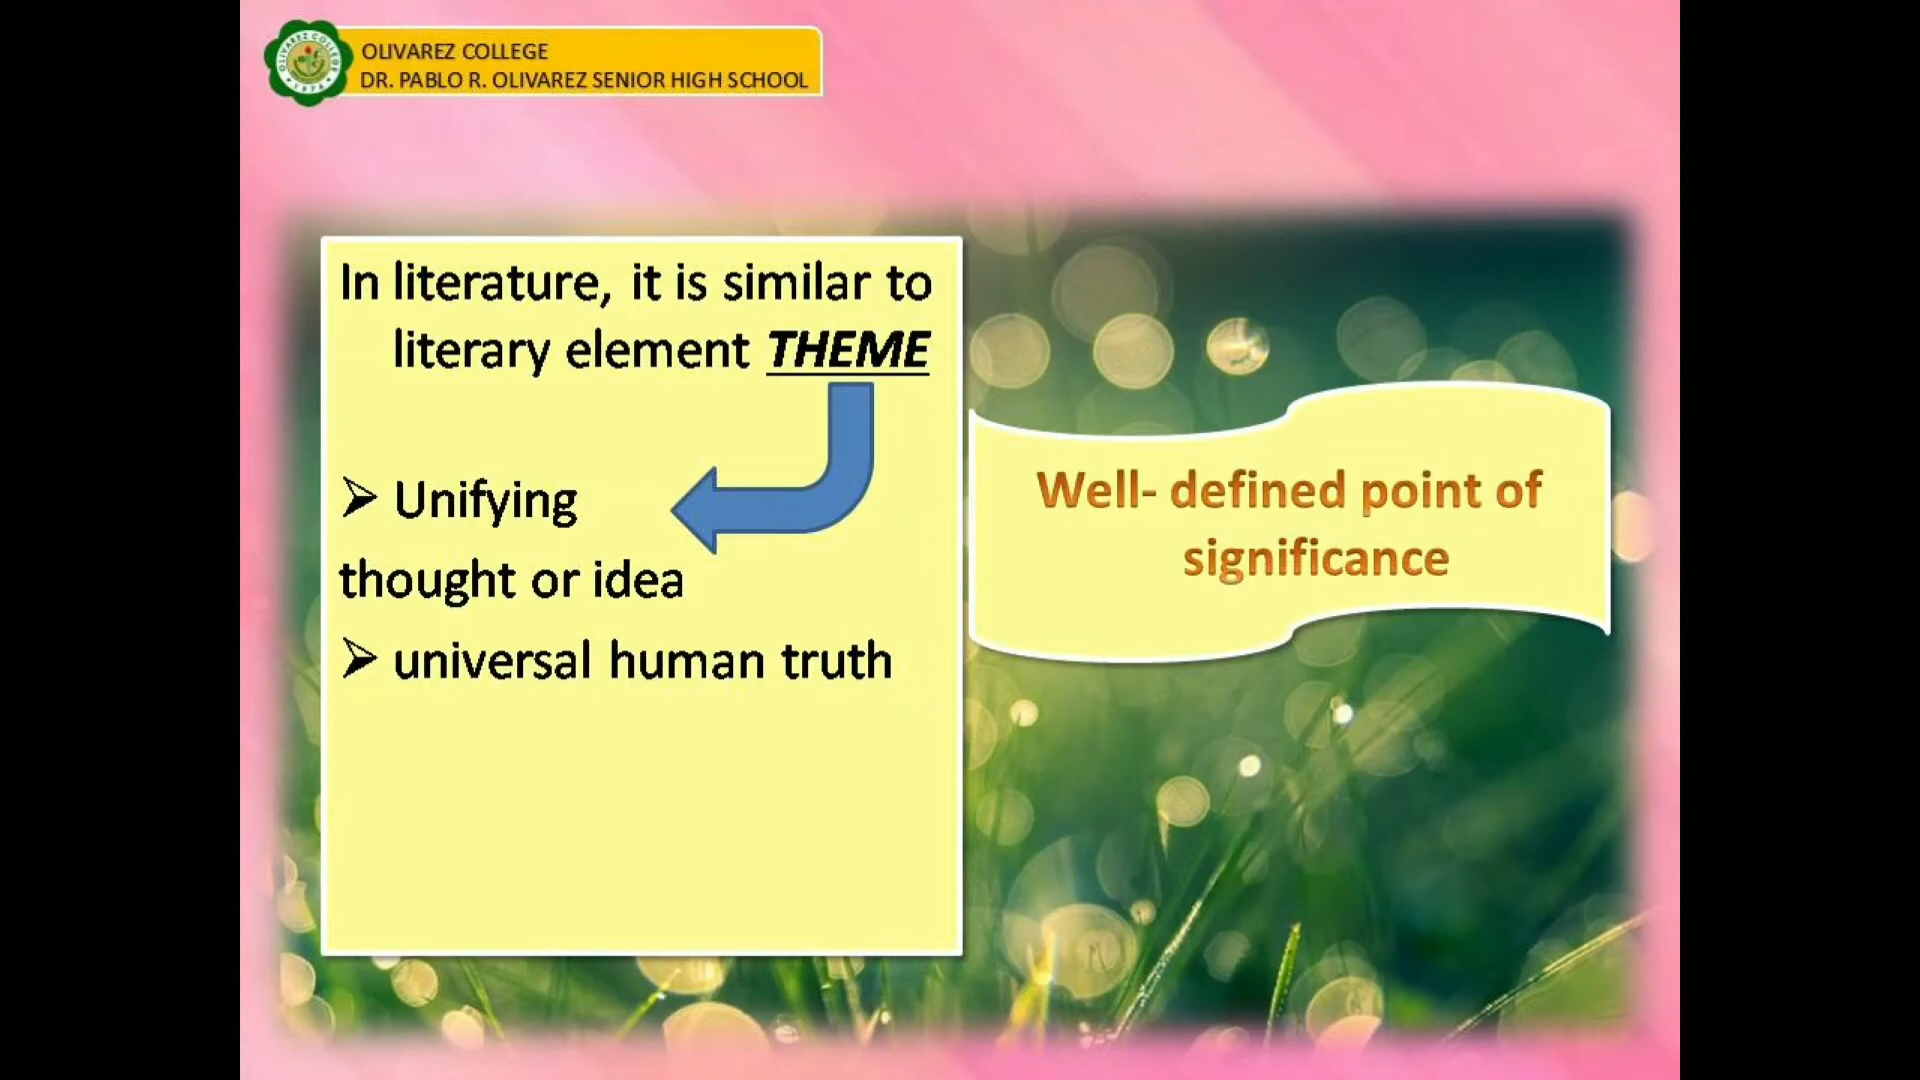 OLIVAREZ COLLEGE
DR. PABLO R. OLIVAREZ SENIOR HIGH SCHOOL
In literature, it is similar to
literary element THEME
➢ Unifying
thought or idea
➢ universal human truth
Well- defined point of
significance